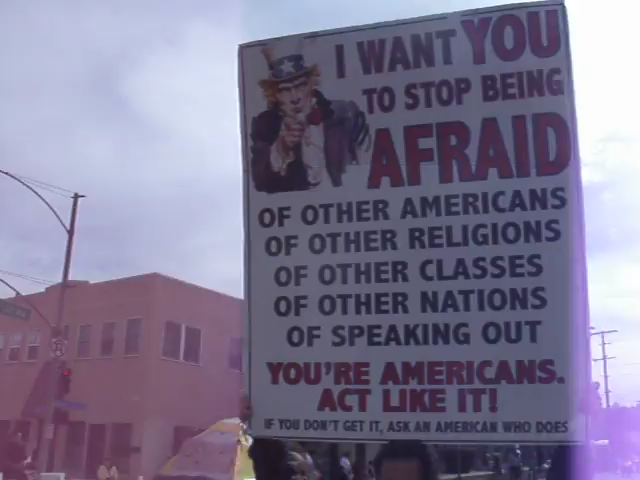 I WANT YOU
TO STOP BEING
AFRAID
OF OTHER AMERICANS
OF OTHER RELIGIONS
OF OTHER CLASSES
OF OTHER NATIONS
OF SPEAKING OUT
YOU'RE AMERICANS.
ACT LIKE IT!
IF YOU DON'T GET IT, ASK AN AMERICAN WHO DOES